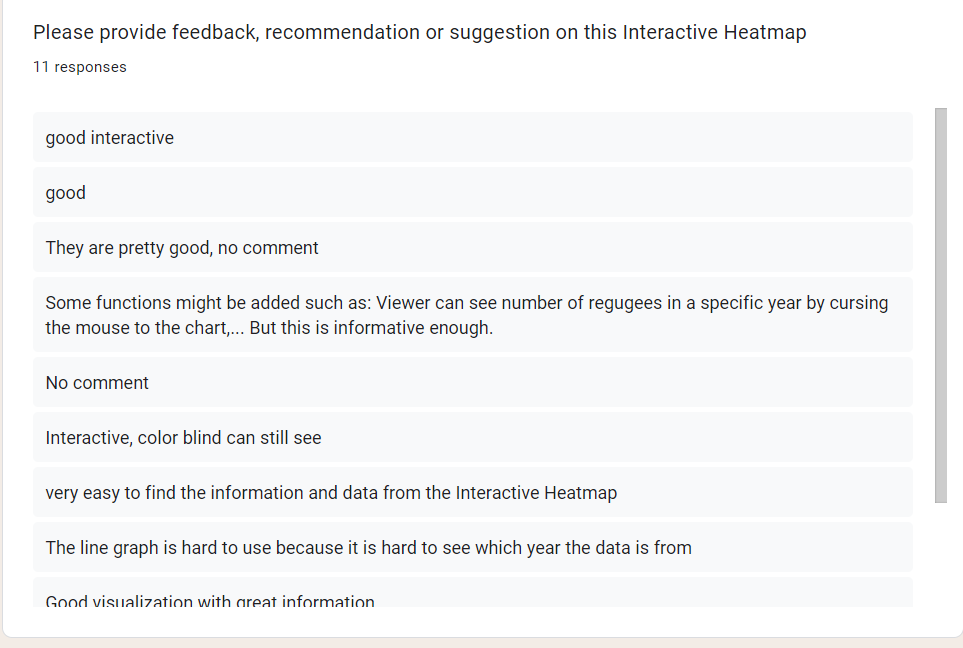 Please provide feedback, recommendation or suggestion on this Interactive Heatmap
11 responses
good interactive
good
They are pretty good, no comment
Some functions might be added such as: Viewer can see number of regugees in a specific year by cursing
the mouse to the chart,... But this is informative enough.
No comment
Interactive, color blind can still see
very easy to find the information and data from the Interactive Heatmap
The line graph is hard to use because it is hard to see which year the data is from
Good visualization with great information